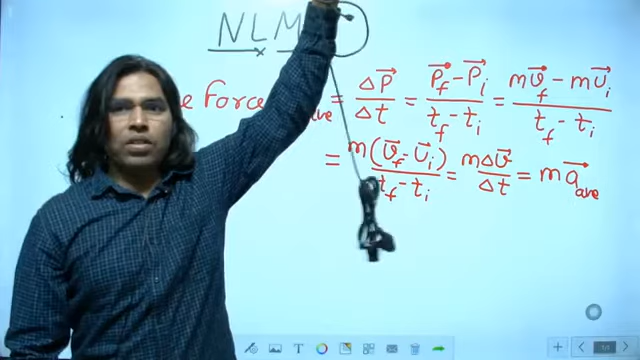 NLM
Force ave = ΔP⃗/Δt = (P⃗f − P⃗i)/(tf − ti) = (mv⃗f − mv⃗i)/(tf − ti)
= m(v⃗f − v⃗i)/(tf − ti) = mΔv⃗/Δt = ma⃗ave